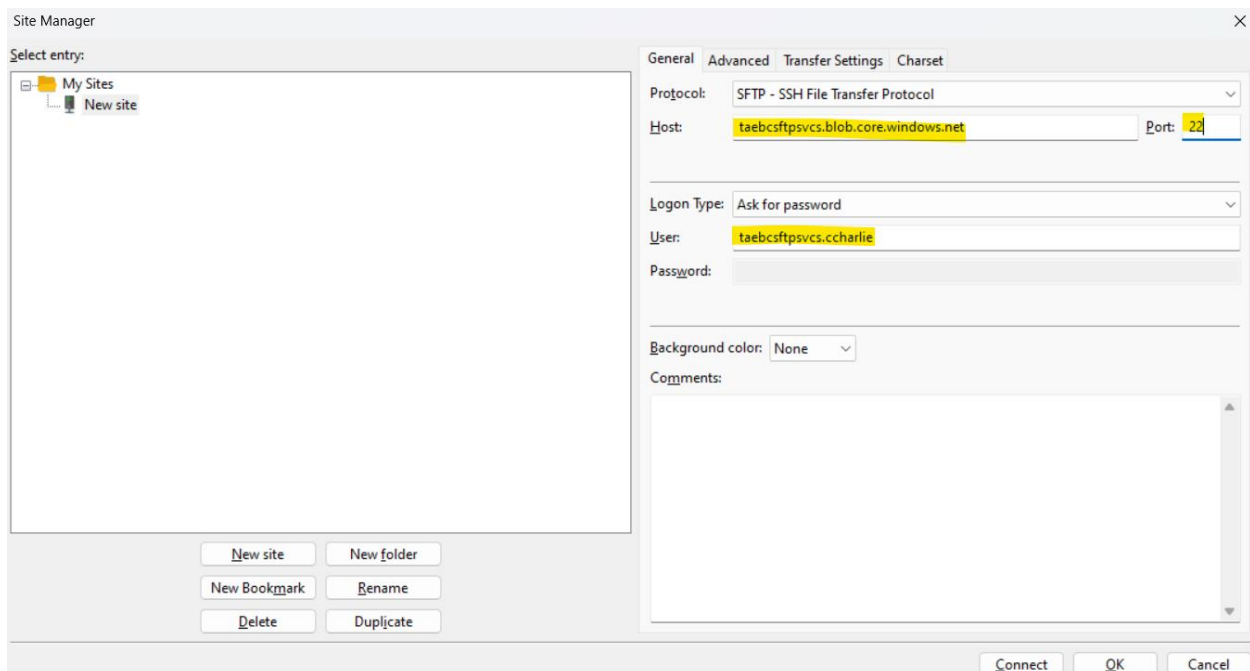 Site Manager
Select entry:
My Sites
New site
New site
New folder
New Bookmark
Rename
Delete
Duplicate
General Advanced Transfer Settings Charset
Protocol: SFTP - SSH File Transfer Protocol
Host: taebcsftpsvcs.blob.core.windows.net Port: 22
Logon Type: Ask for password
User: taebcsftpsvcs.ccharlie
Password:
Background color: None
Comments:
Connect OK Cancel